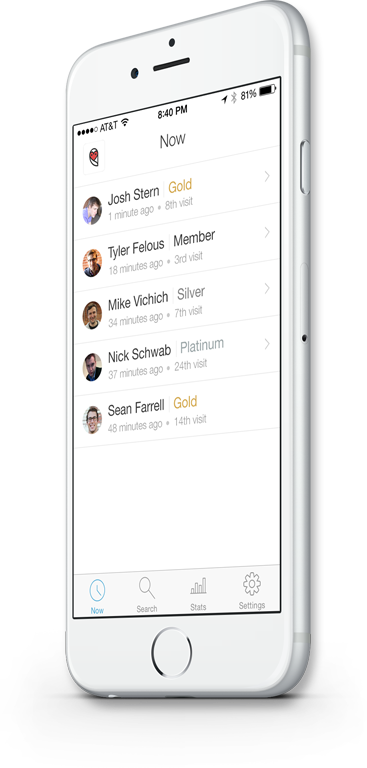 ●●●●○ AT&T 8:40 PM 81%
Now
Josh Stern | Gold
1 minute ago • 8th visit
Tyler Felous | Member
18 minutes ago • 3rd visit
Mike Vichich | Silver
34 minutes ago • 7th visit
Nick Schwab | Platinum
37 minutes ago • 24th visit
Sean Farrell | Gold
48 minutes ago • 14th visit
Now Search Stats Settings